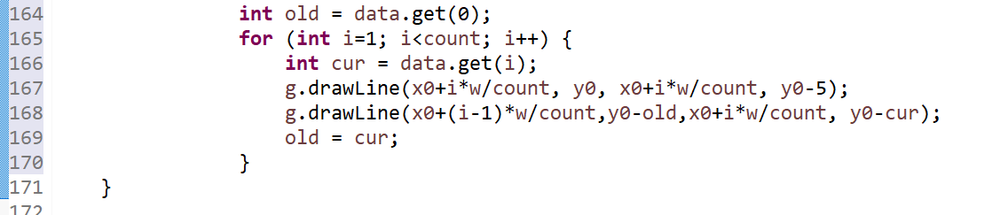 164 int old = data.get(0);
165 for (int i=1; i<count; i++) {
166 int cur = data.get(i);
167 g.drawLine(x0+i*w/count, y0, x0+i*w/count, y0-5);
168 g.drawLine(x0+(i-1)*w/count,y0-old,x0+i*w/count, y0-cur);
169 old = cur;
170 }
171 }
172